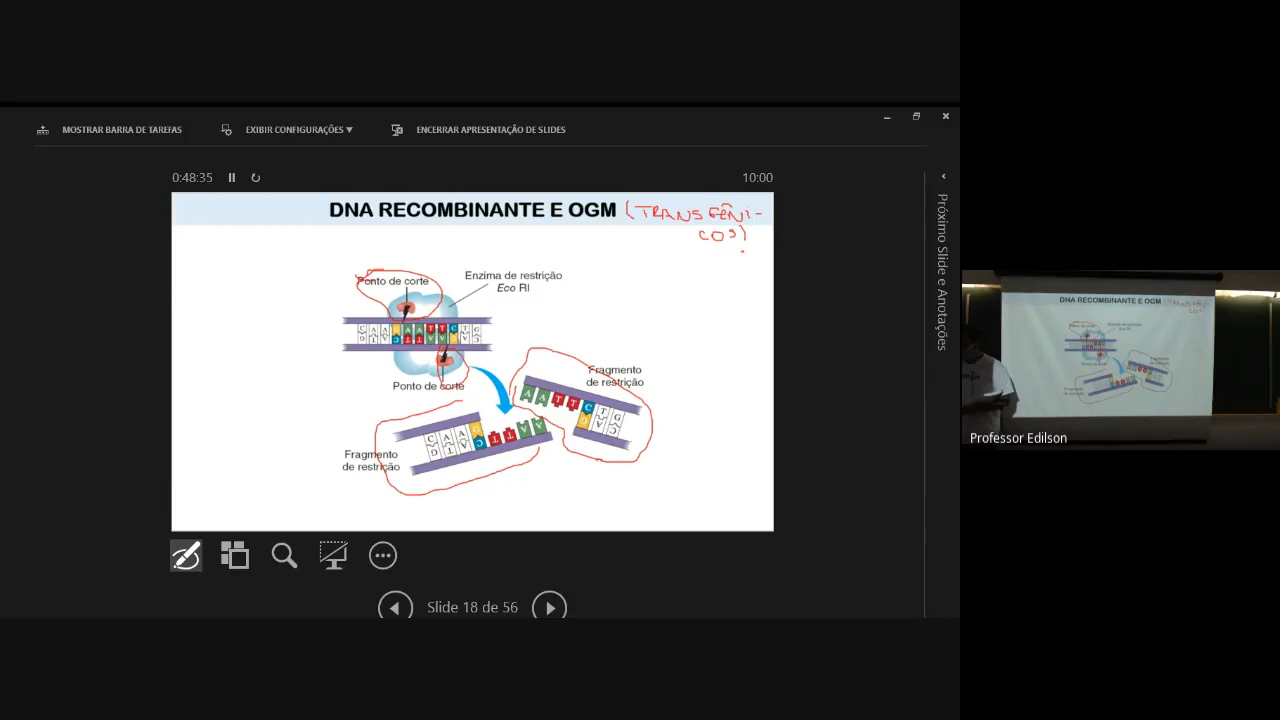 MOSTRAR BARRA DE TAREFAS
EXIBIR CONFIGURAÇÕES ▼
ENCERRAR APRESENTAÇÃO DE SLIDES
0:48:35
10:00
DNA RECOMBINANTE E OGM (TRANSGÊNI-
COS)
Ponto de corte
Enzima de restrição
Eco RI
C A A G A A T T C T G
Ponto de corte
Fragmento
de restrição
A A T T C T G
C A A G
C T T A A
Fragmento
de restrição
Slide 18 de 56
Próximo Slide e Anotações
DNA RECOMBINANTE E OGM
Professor Edilson